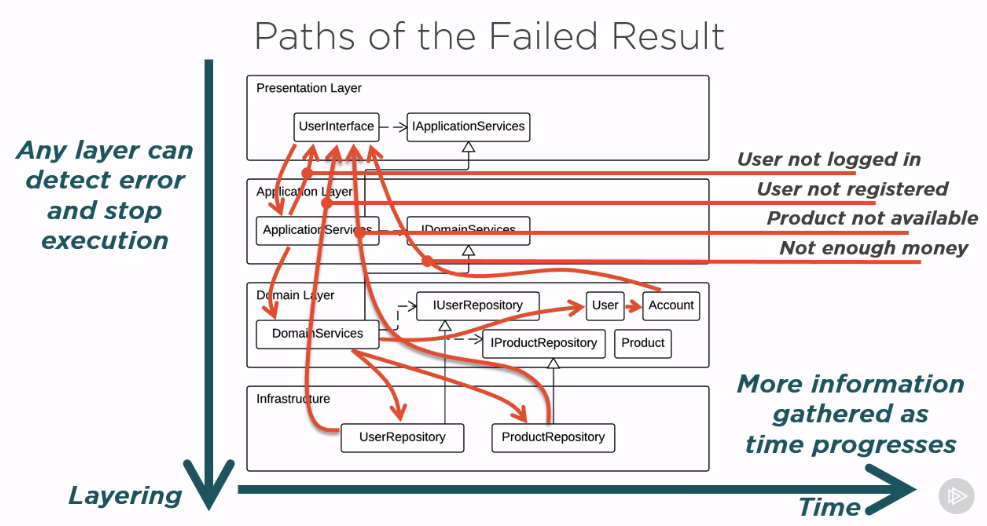 Paths of the Failed Result
Presentation Layer
UserInterface
IApplicationServices
Any layer can
detect error
and stop
execution
User not logged in
User not registered
Product not available
Not enough money
Application Layer
ApplicationServices
IDomainServices
Domain Layer
IUserRepository
User
Account
DomainServices
IProductRepository
Product
Infrastructure
UserRepository
ProductRepository
More information
gathered as
time progresses
Layering
Time